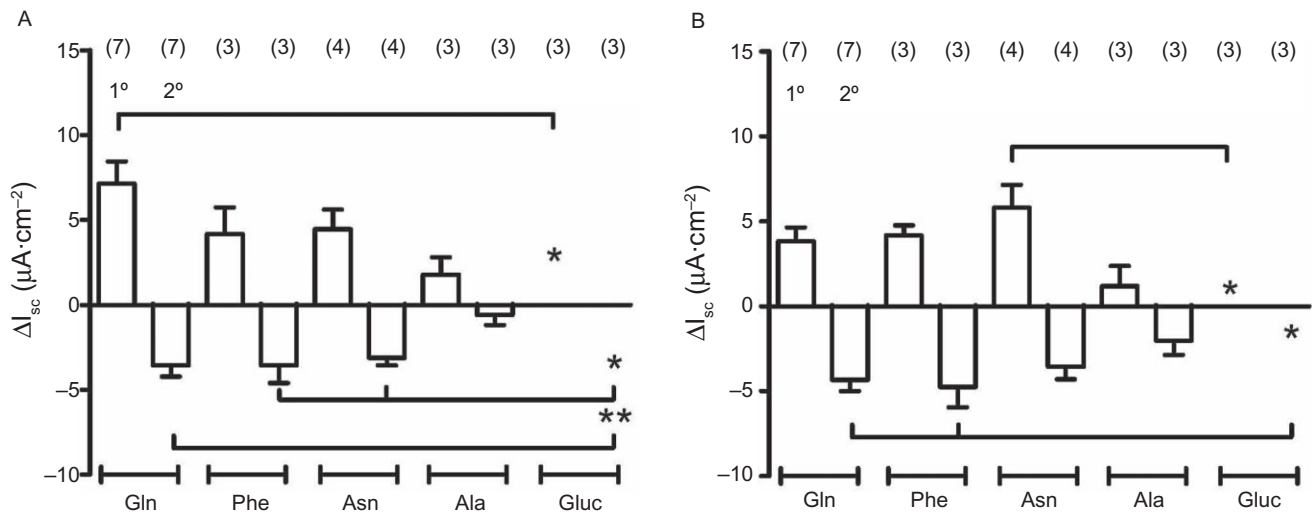 A
(7) (7) (3) (3) (4) (4) (3) (3) (3) (3)
1º 2º
15
10
5
0
–5
–10
ΔIsc (µA·cm–2)
*
*
**
Gln Phe Asn Ala Gluc
B
(7) (7) (3) (3) (4) (4) (3) (3) (3) (3)
1º 2º
15
10
5
0
–5
–10
ΔIsc (µA·cm–2)
*
*
Gln Phe Asn Ala Gluc